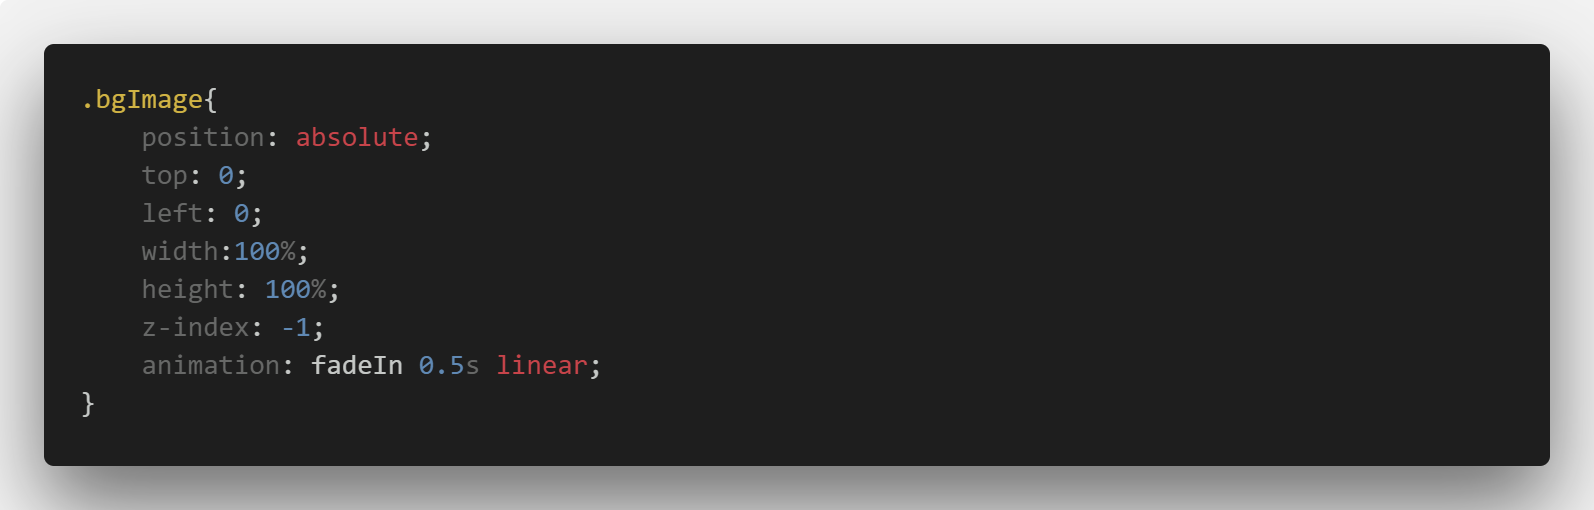 .bgImage{
    position: absolute;
    top: 0;
    left: 0;
    width:100%;
    height: 100%;
    z-index: -1;
    animation: fadeIn 0.5s linear;
}